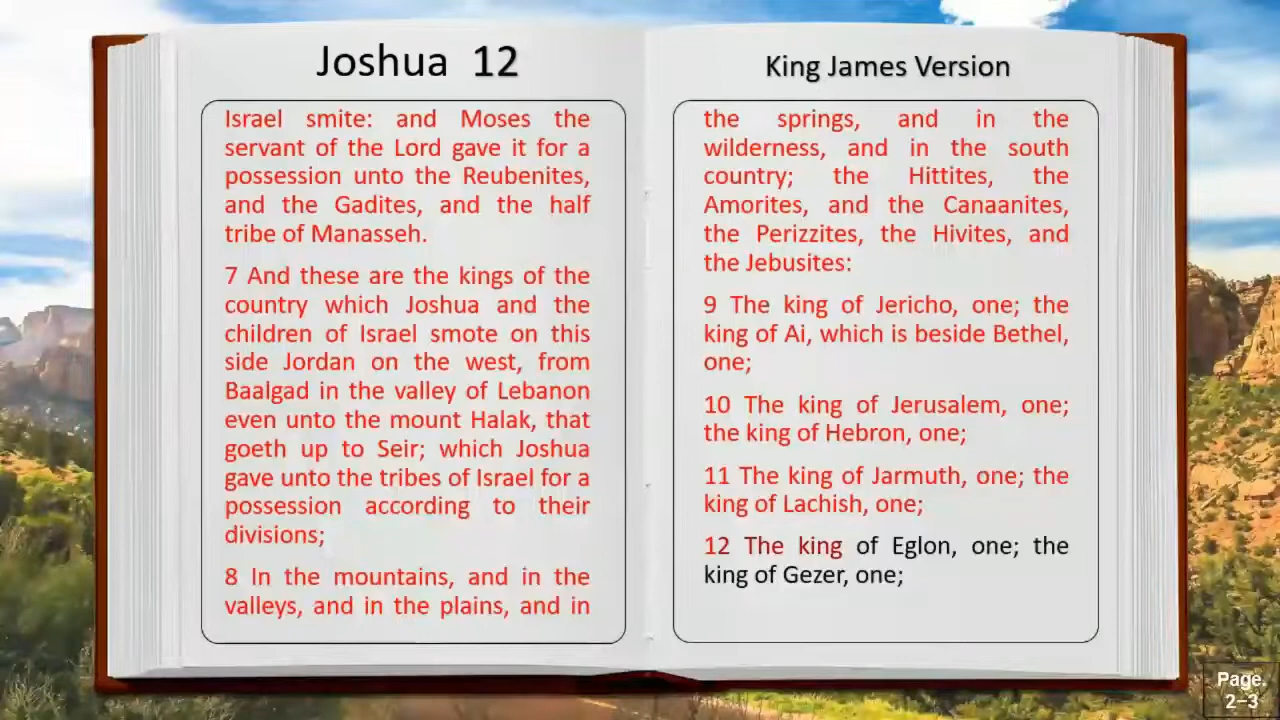 Joshua 12
Israel smite: and Moses the
servant of the Lord gave it for a
possession unto the Reubenites,
and the Gadites, and the half
tribe of Manasseh.
7 And these are the kings of the
country which Joshua and the
children of Israel smote on this
side Jordan on the west, from
Baalgad in the valley of Lebanon
even unto the mount Halak, that
goeth up to Seir; which Joshua
gave unto the tribes of Israel for a
possession according to their
divisions;
8 In the mountains, and in the
valleys, and in the plains, and in
King James Version
the springs, and in the
wilderness, and in the south
country; the Hittites, the
Amorites, and the Canaanites,
the Perizzites, the Hivites, and
the Jebusites:
9 The king of Jericho, one; the
king of Ai, which is beside Bethel,
one;
10 The king of Jerusalem, one;
the king of Hebron, one;
11 The king of Jarmuth, one; the
king of Lachish, one;
12 The king of Eglon, one; the
king of Gezer, one;
Page.
2-3